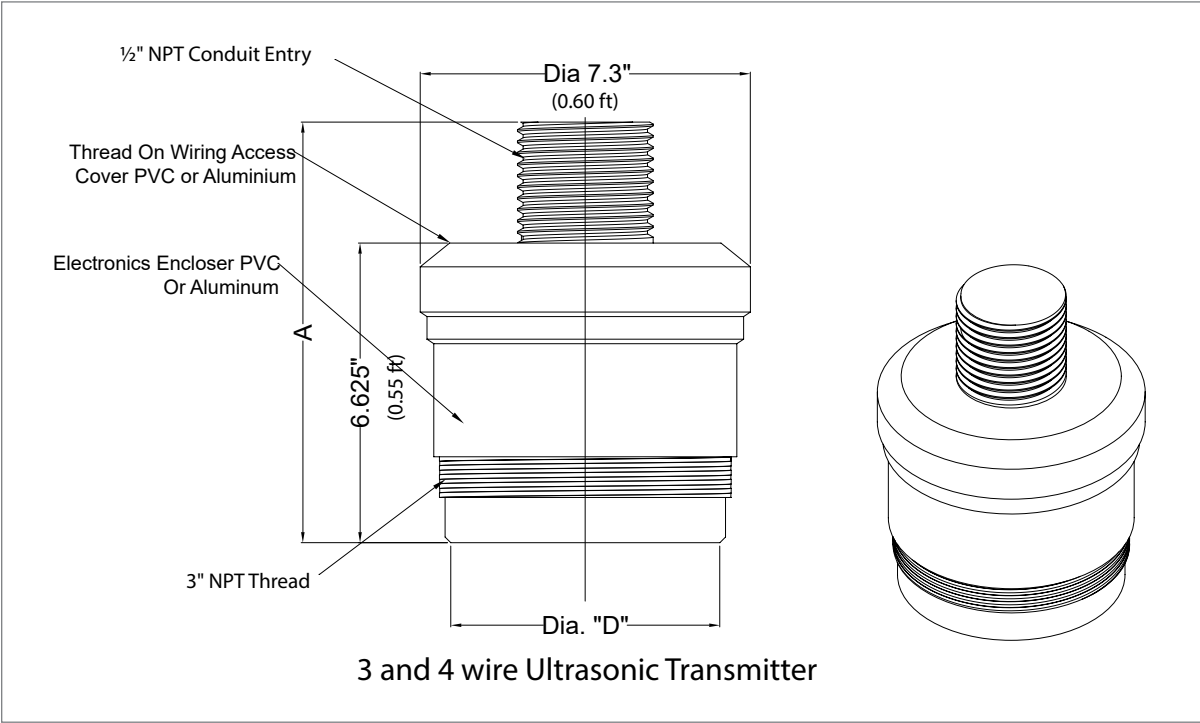 ½" NPT Conduit Entry
Dia 7.3"
(0.60 ft)
Thread On Wiring Access
Cover PVC or Aluminium
Electronics Encloser PVC
Or Aluminum
A
6.625"
(0.55 ft)
3" NPT Thread
Dia. "D"
3 and 4 wire Ultrasonic Transmitter